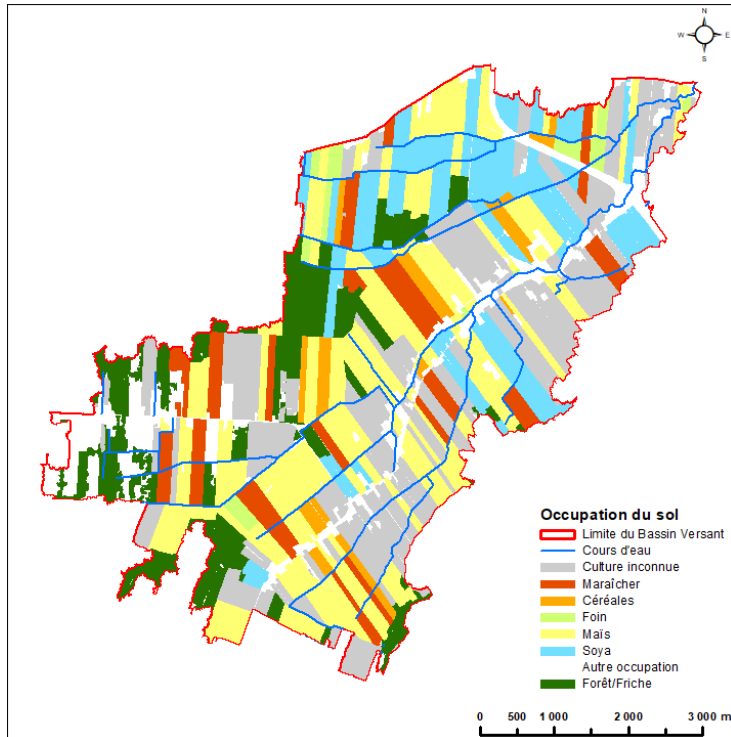 N
W E
S
Occupation du sol
Limite du Bassin Versant
Cours d'eau
Culture inconnue
Maraîcher
Céréales
Foin
Maïs
Soya
Autre occupation
Forêt/Friche
0 500 1 000 2 000 3 000 m